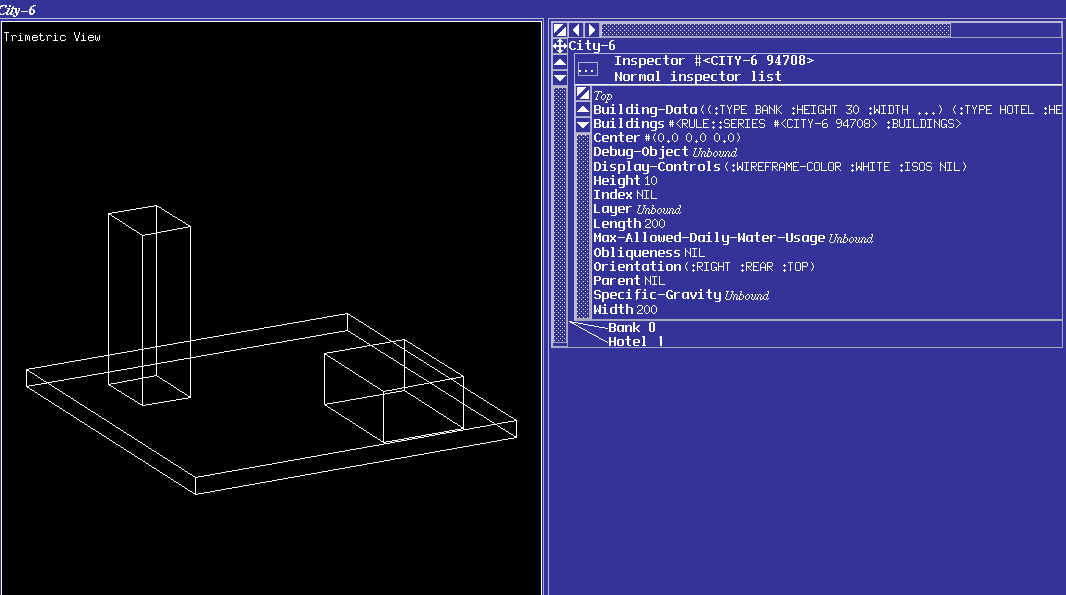 City-6
Trimetric View
City-6
...
Inspector #<CITY-6 94708>
Normal inspector list
Top
Building-Data ((:TYPE BANK :HEIGHT 30 :WIDTH ...) (:TYPE HOTEL :HE
Buildings #<RULE::SERIES #<CITY-6 94708> :BUILDINGS>
Center #(0.0 0.0 0.0)
Debug-Object Unbound
Display-Controls (:WIREFRAME-COLOR :WHITE :ISOS NIL)
Height 10
Index NIL
Layer Unbound
Length 200
Max-Allowed-Daily-Water-Usage Unbound
Obliqueness NIL
Orientation (:RIGHT :REAR :TOP)
Parent NIL
Specific-Gravity Unbound
Width 200
Bank 0
Hotel 1